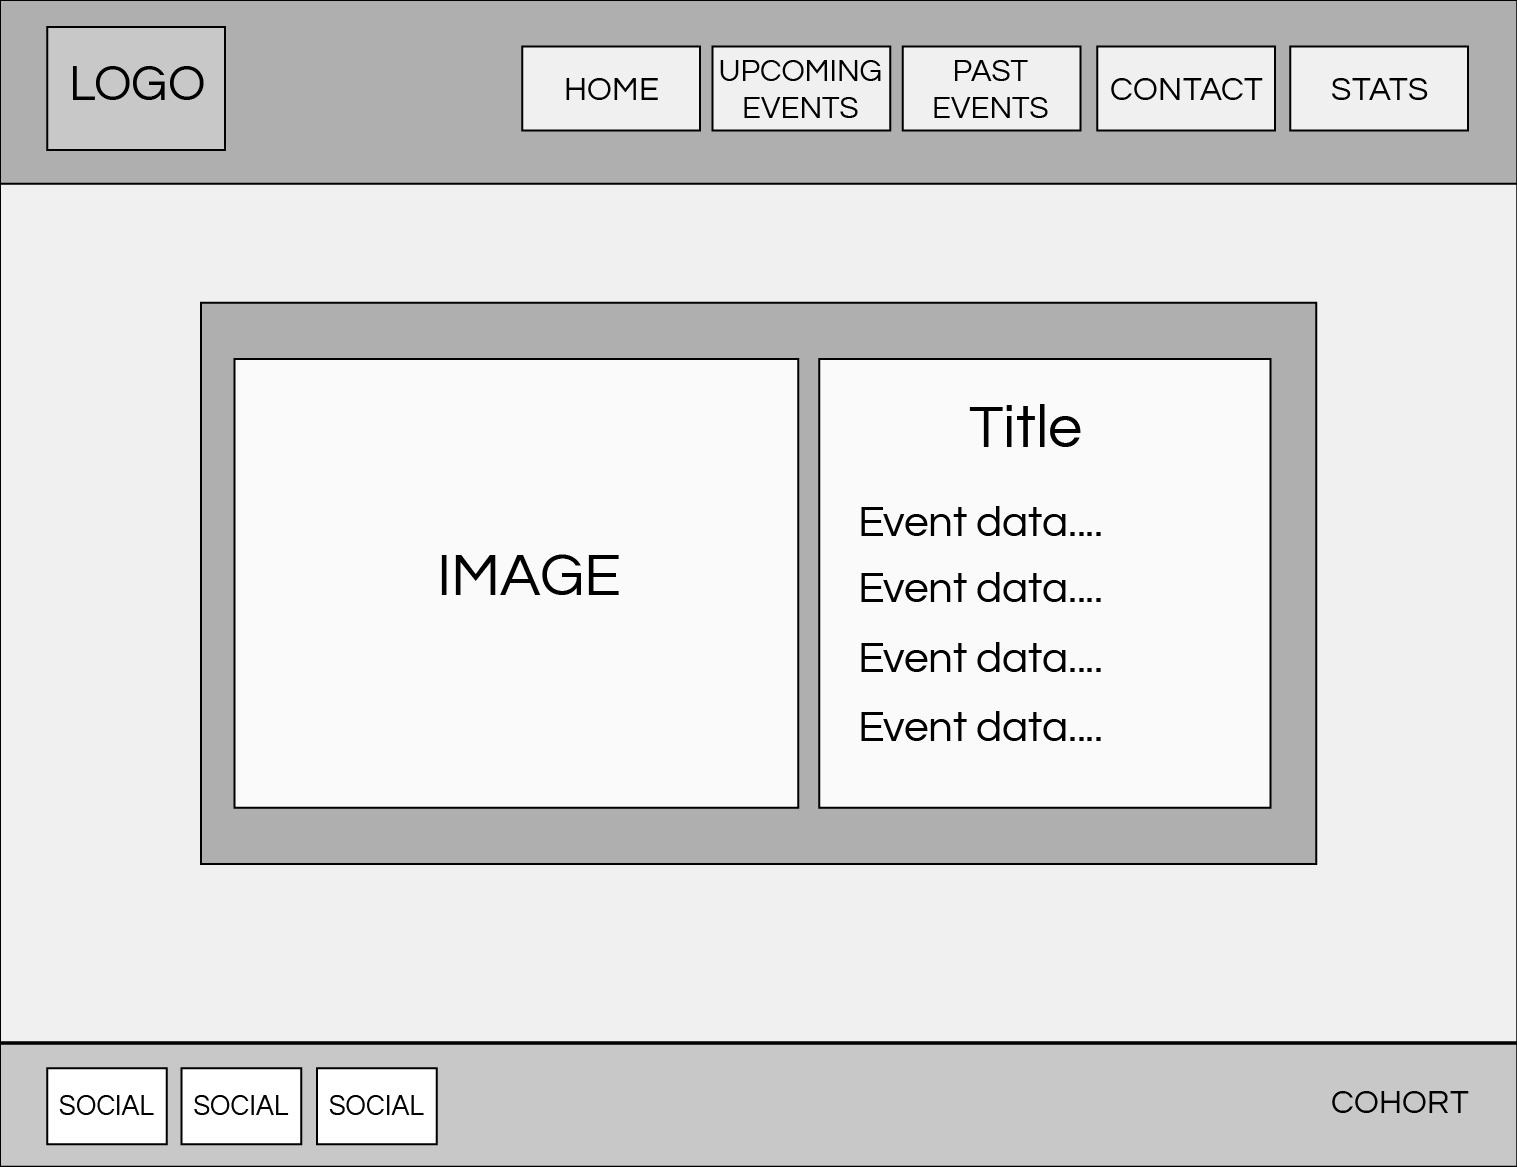 LOGO
HOME
UPCOMING
EVENTS
PAST
EVENTS
CONTACT
STATS
IMAGE
Title
Event data....
Event data....
Event data....
Event data....
SOCIAL
SOCIAL
SOCIAL
COHORT